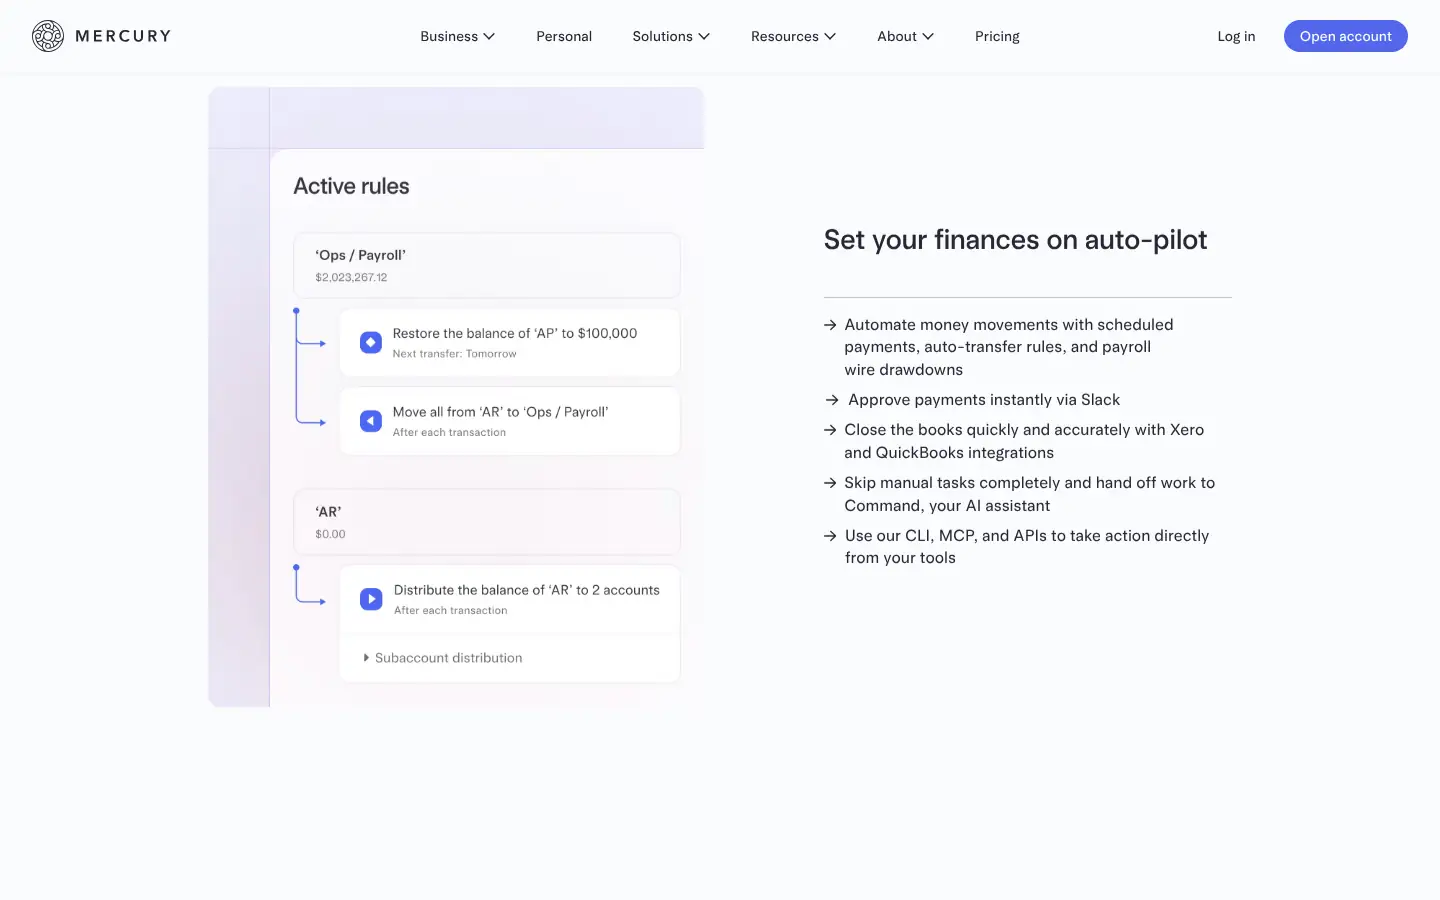 MERCURY
Business
Personal
Solutions
Resources
About
Pricing
Log in
Open account
Active rules
‘Ops / Payroll’
$2,023,267.12
Restore the balance of ‘AP’ to $100,000
Next transfer: Tomorrow
Move all from ‘AR’ to ‘Ops / Payroll’
After each transaction
‘AR’
$0.00
Distribute the balance of ‘AR’ to 2 accounts
After each transaction
Subaccount distribution
Set your finances on auto-pilot
→ Automate money movements with scheduled
payments, auto-transfer rules, and payroll
wire drawdowns
→ Approve payments instantly via Slack
→ Close the books quickly and accurately with Xero
and QuickBooks integrations
→ Skip manual tasks completely and hand off work to
Command, your AI assistant
→ Use our CLI, MCP, and APIs to take action directly
from your tools